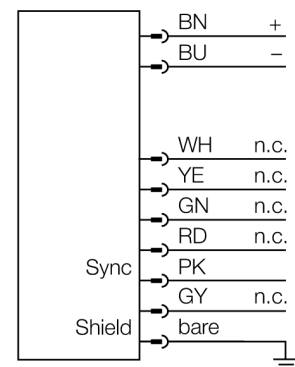 BN +
BU –
WH n.c.
YE n.c.
GN n.c.
RD n.c.
Sync PK
GY n.c.
Shield bare